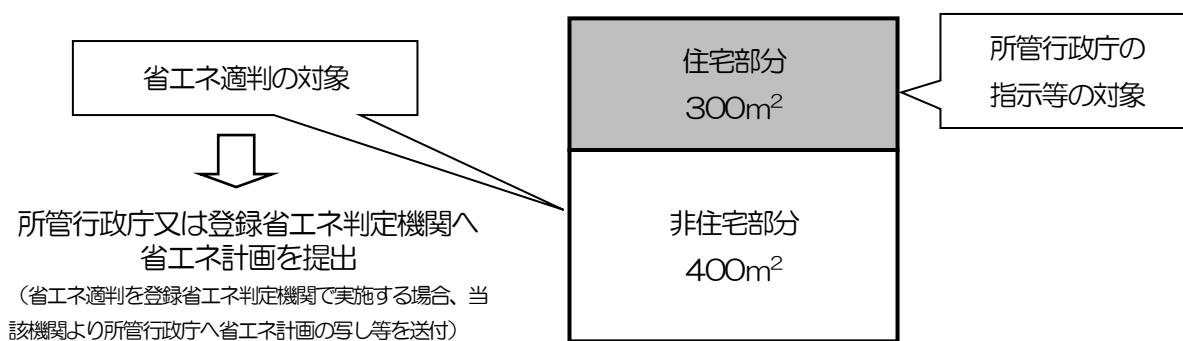 省エネ適判の対象
所管行政庁又は登録省エネ判定機関へ
省エネ計画を提出
（省エネ適判を登録省エネ判定機関で実施する場合、当
該機関より所管行政庁へ省エネ計画の写し等を送付）
住宅部分
300m²
非住宅部分
400m²
所管行政庁の
指示等の対象